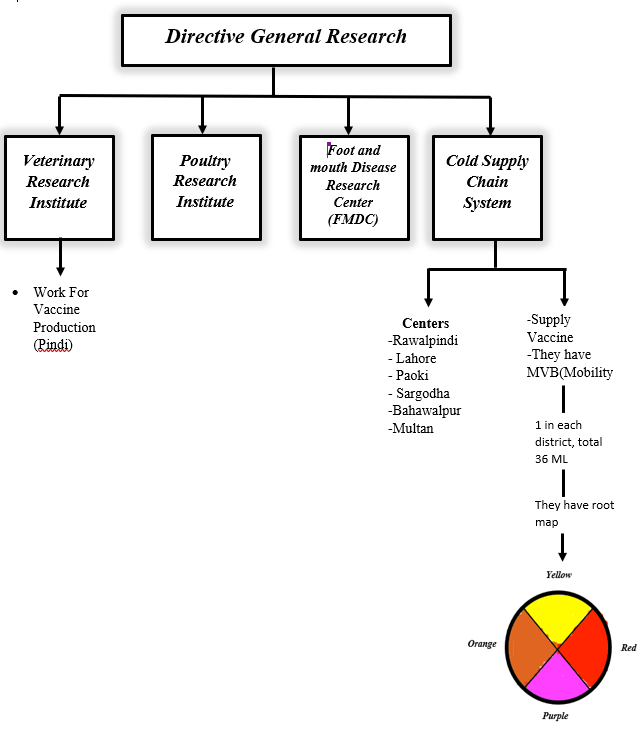 Directive General Research
Veterinary
Research
Institute
Poultry
Research
Institute
Foot and
mouth Disease
Research
Center
(FMDC)
Cold Supply
Chain
System
• Work For
Vaccine
Production
(Pindi)
Centers
-Rawalpindi
- Lahore
- Paoki
- Sargodha
-Bahawalpur
-Multan
-Supply
Vaccine
-They have
MVB(Mobility
1 in each
district, total
36 ML
They have root
map
Yellow
Orange
Red
Purple